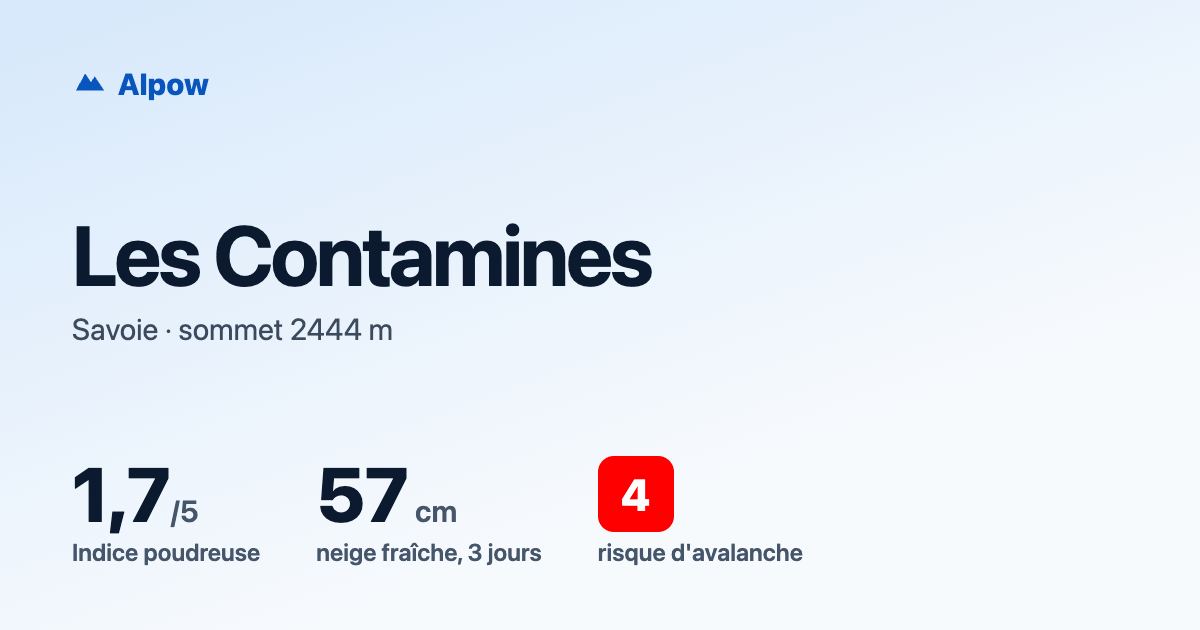 Alpow
Les Contamines
Savoie · sommet 2444 m
1,7/5
Indice poudreuse
57 cm
neige fraîche, 3 jours
4
risque d'avalanche